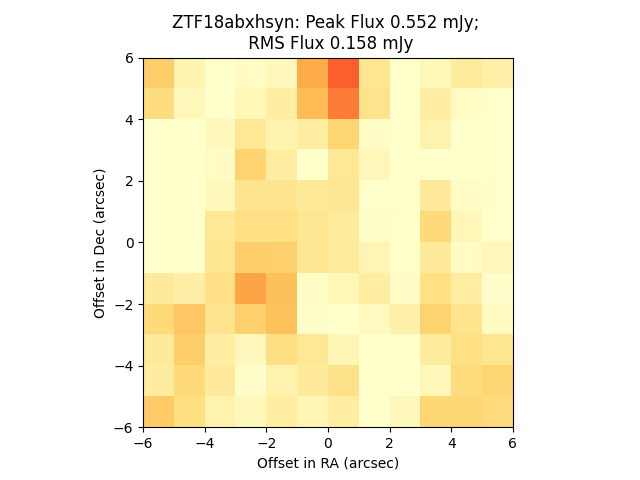 ZTF18abxhsyn: Peak Flux 0.552 mJy;
RMS Flux 0.158 mJy
6
4
2
0
−2
−4
−6
Offset in Dec (arcsec)
−6 −4 −2 0 2 4 6
Offset in RA (arcsec)